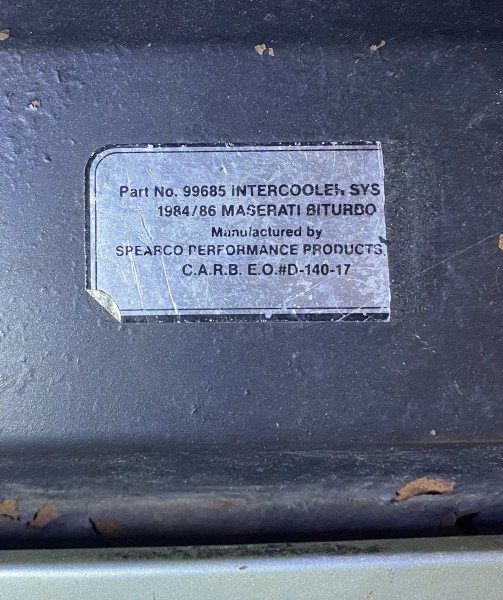 Part No. 99685 INTERCOOLER SYS
1984/86 MASERATI BITURBO
Manufactured by
SPEARCO PERFORMANCE PRODUCTS
C.A.R.B. E.O.#D-140-17